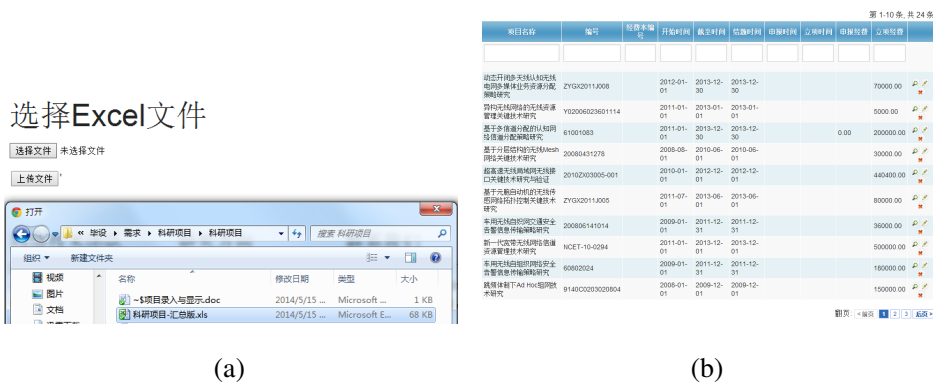 选择Excel文件
选择文件 未选择文件
上传文件
打开
« 毕设 ▸ 需求 ▸ 科研项目 ▸ 科研项目
搜索 科研项目
组织 新建文件夹
视频
图片
文档
名称 修改日期 类型 大小
~$项目录入与显示.doc 2014/5/15 ... Microsoft ... 1 KB
科研项目-汇总版.xls 2014/5/15 ... Microsoft E... 68 KB
(a)
第 1-10 条, 共 24 条
项目名称 编号 经费本编号 开始时间 截至时间 结题时间 申报时间 立项时间 申报经费 立项经费
动态开闭多天线认知无线
电网多媒体业务资源分配 ZYGX2011J008 2012-01- 2013-12- 2013-12- 70000.00
策略研究 01 30 30
异构无线网络的无线资源 Y02006023601114 2011-01- 2013-01- 2013-01- 5000.00
管理关键技术研究 01 01 01
基于多信道分配的认知网 61001083 2011-01- 2013-12- 2013-12- 0.00 200000.00
络信道分配策略研究 01 30 30
基于分层结构的无线Mesh 20080431278 2008-08- 2010-06- 2010-06- 30000.00
网络关键技术研究 01 01 01
超高速无线局域网无线接 2010ZX03005-001 2010-01- 2012-12- 2012-12- 440400.00
口关键技术研究与验证 01 01 01
基于元胞自动机的无线传
感网络拓扑控制关键技术 ZYGX2011J005 2011-07- 2013-06- 2013-06- 80000.00
研究 01 01 01
车用无线自织网交通安全 200806141014 2009-01- 2011-12- 2011-12- 36000.00
告警信息传输策略研究 01 31 31
新一代宽带无线网络信道 NCET-10-0294 2011-01- 2013-12- 2013-12- 500000.00
资源管理技术研究 01 01 01
车用无线自组织网络安全 60802024 2009-01- 2011-12- 2011-12- 180000.00
告警信息传输策略研究 01 31 31
跳频体制下Ad Hoc组网技 9140C0203020804 2008-01- 2009-12- 2009-12- 150000.00
术研究 01 01 01
翻页: <前页 1 2 3 后页>
(b)